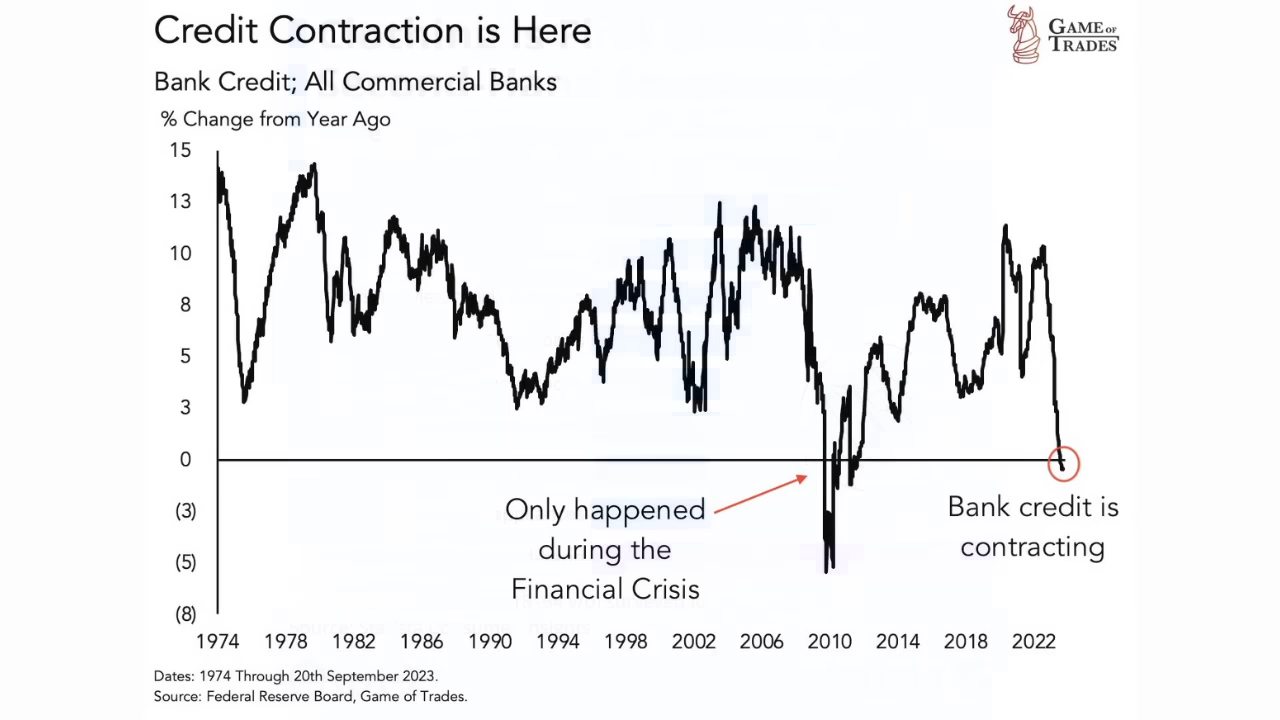 Credit Contraction is Here
GAME OF
TRADES
Bank Credit; All Commercial Banks
% Change from Year Ago
15
13
10
8
5
3
0
(3)
(5)
(8)
Only happened
during the
Financial Crisis
Bank credit is
contracting
1974 1978 1982 1986 1990 1994 1998 2002 2006 2010 2014 2018 2022
Dates: 1974 Through 20th September 2023.
Source: Federal Reserve Board, Game of Trades.